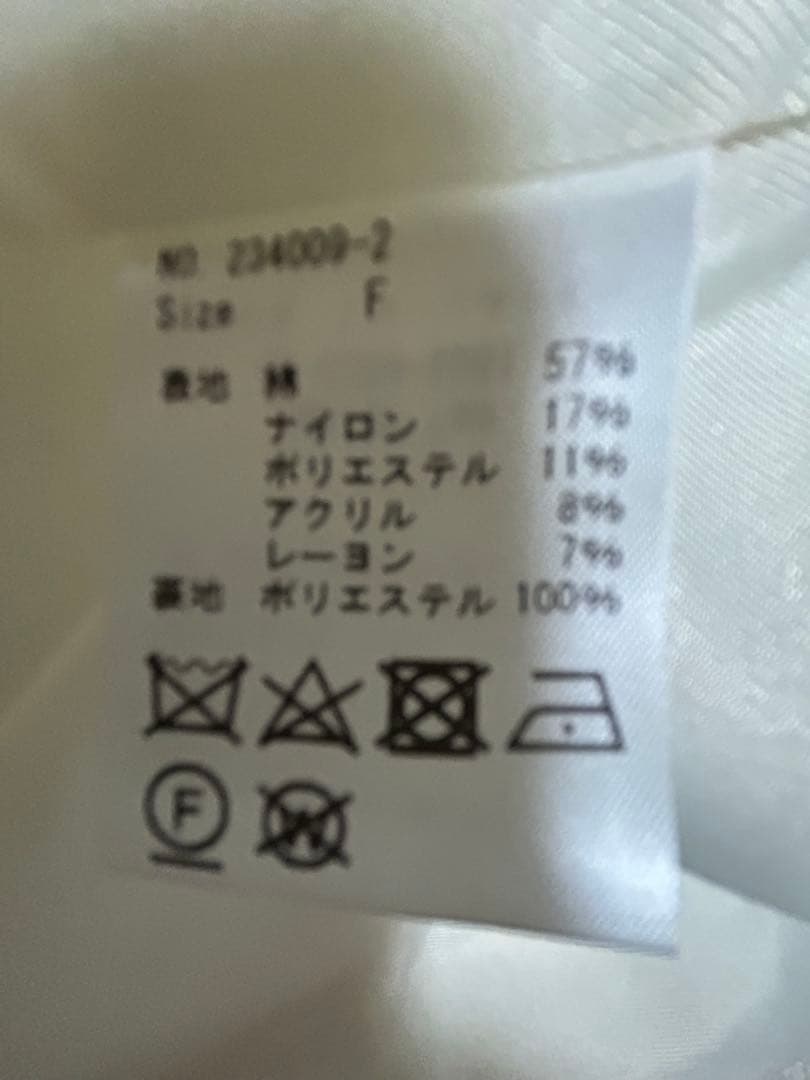 NO. 234009-2
Size F
表地 綿 57%
ナイロン 17%
ポリエステル 11%
アクリル 8%
レーヨン 7%
裏地 ポリエステル 100%
F
W